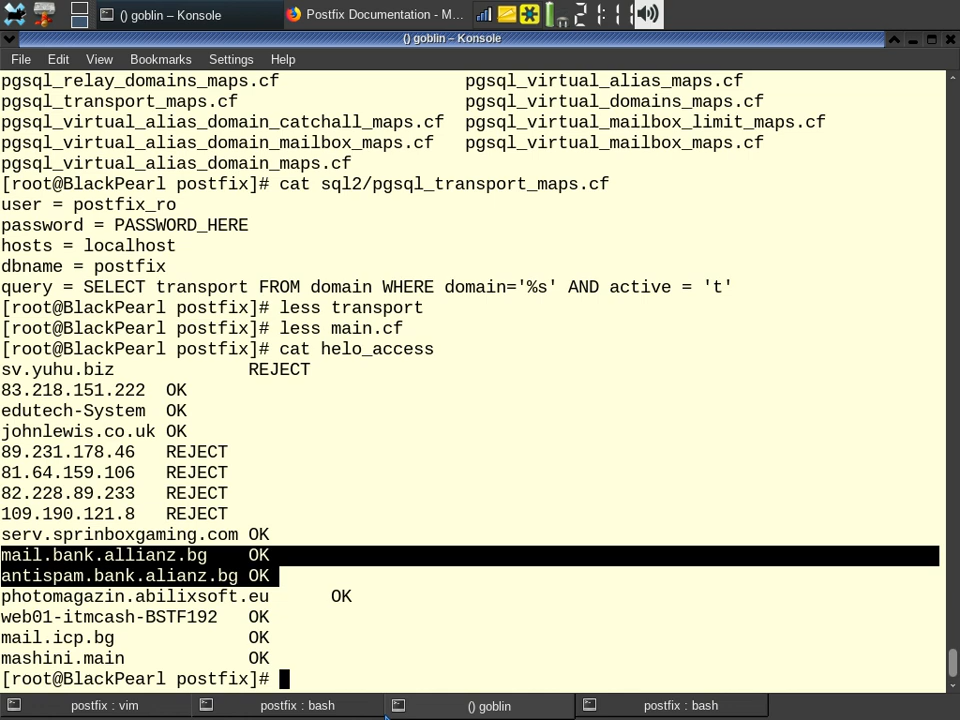 () goblin – Konsole
Postfix Documentation - M...
21:11
() goblin – Konsole
File Edit View Bookmarks Settings Help
pgsql_relay_domains_maps.cf pgsql_virtual_alias_maps.cf
pgsql_transport_maps.cf pgsql_virtual_domains_maps.cf
pgsql_virtual_alias_domain_catchall_maps.cf pgsql_virtual_mailbox_limit_maps.cf
pgsql_virtual_alias_domain_mailbox_maps.cf pgsql_virtual_mailbox_maps.cf
pgsql_virtual_alias_domain_maps.cf
[root@BlackPearl postfix]# cat sql2/pgsql_transport_maps.cf
user = postfix_ro
password = PASSWORD_HERE
hosts = localhost
dbname = postfix
query = SELECT transport FROM domain WHERE domain='%s' AND active = 't'
[root@BlackPearl postfix]# less transport
[root@BlackPearl postfix]# less main.cf
[root@BlackPearl postfix]# cat helo_access
sv.yuhu.biz REJECT
83.218.151.222 OK
edutech-System OK
johnlewis.co.uk OK
89.231.178.46 REJECT
81.64.159.106 REJECT
82.228.89.233 REJECT
109.190.121.8 REJECT
serv.sprinboxgaming.com OK
mail.bank.allianz.bg OK
antispam.bank.alianz.bg OK
photomagazin.abilixsoft.eu OK
web01-itmcash-BSTF192 OK
mail.icp.bg OK
mashini.main OK
[root@BlackPearl postfix]#
postfix : vim
postfix : bash
() goblin
postfix : bash